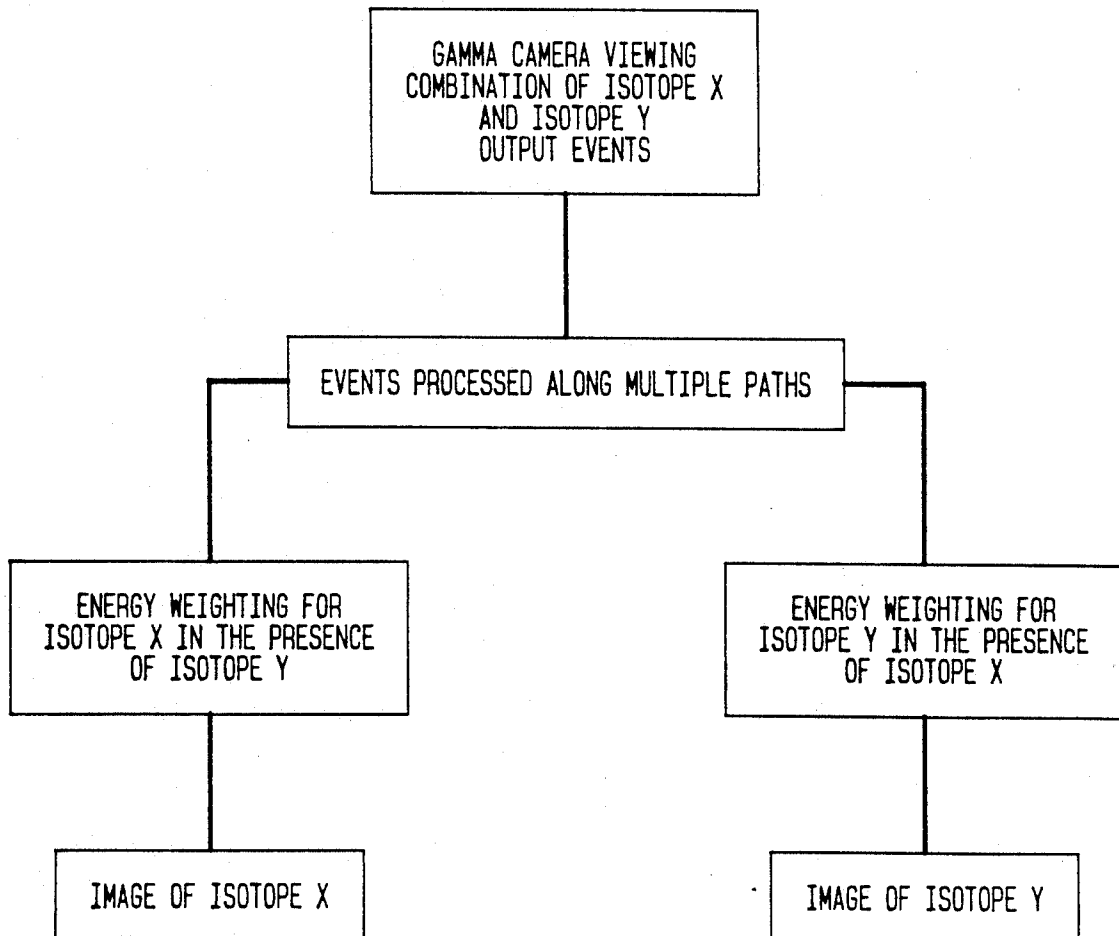 GAMMA CAMERA VIEWING
COMBINATION OF ISOTOPE X
AND ISOTOPE Y
OUTPUT EVENTS
EVENTS PROCESSED ALONG MULTIPLE PATHS
ENERGY WEIGHTING FOR
ISOTOPE X IN THE PRESENCE
OF ISOTOPE Y
ENERGY WEIGHTING FOR
ISOTOPE Y IN THE PRESENCE
OF ISOTOPE X
IMAGE OF ISOTOPE X
IMAGE OF ISOTOPE Y